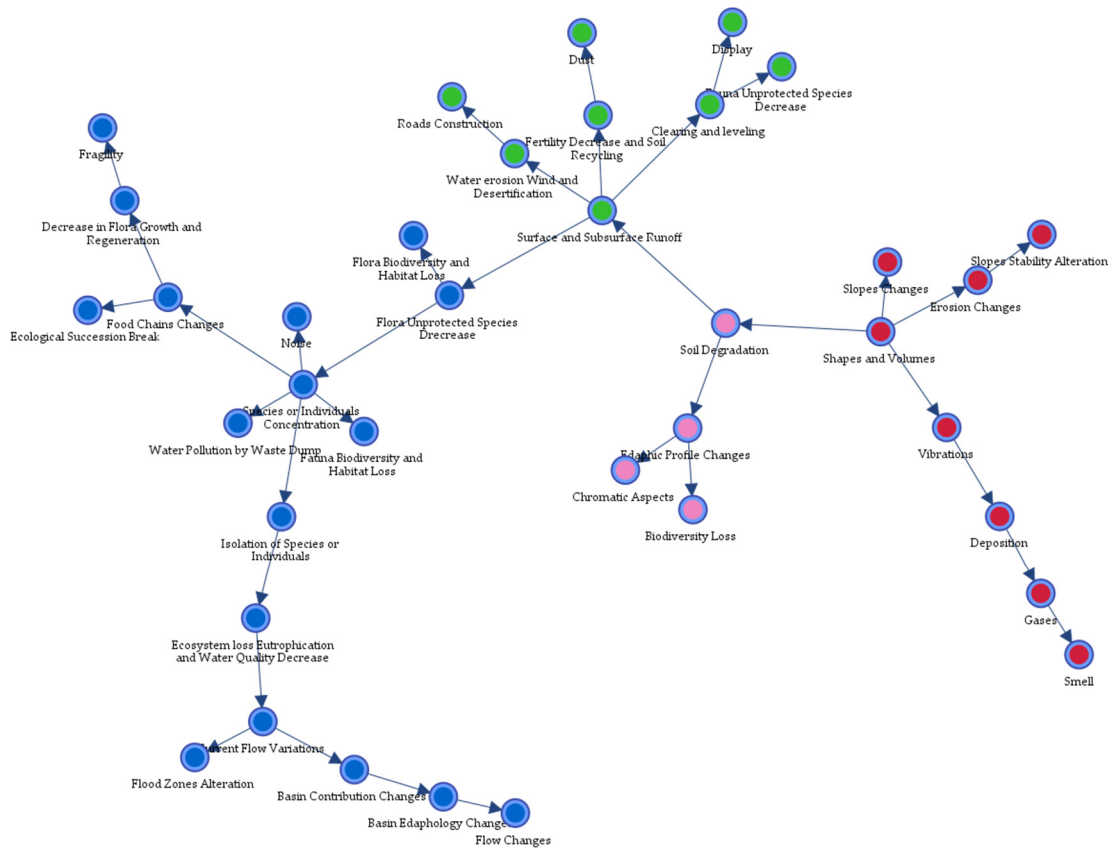 Display
Dust
Fauna Unprotected Species
Decrease
Roads Construction
Clearing and leveling
Fertility Decrease and Soil
Recycling
Fragility
Water erosion Wind and
Desertification
Decrease in Flora Growth and
Regeneration
Surface and Subsurface Runoff
Flora Biodiversity and
Habitat Loss
Slopes Stability Alteration
Slopes Changes
Erosion Changes
Food Chains Changes
Ecological Succession Break
Flora Unprotected Species
Drecrease
Noise
Soil Degradation
Shapes and Volumes
Species or Individuals
Concentration
Water Pollution by Waste Dump
Fauna Biodiversity and
Habitat Loss
Edaphic Profile Changes
Vibrations
Chromatic Aspects
Biodiversity Loss
Isolation of Species or
Individuals
Deposition
Gases
Ecosystem loss Eutrophication
and Water Quality Decrease
Smell
Current Flow Variations
Flood Zones Alteration
Basin Contribution Changes
Basin Edaphology Changes
Flow Changes